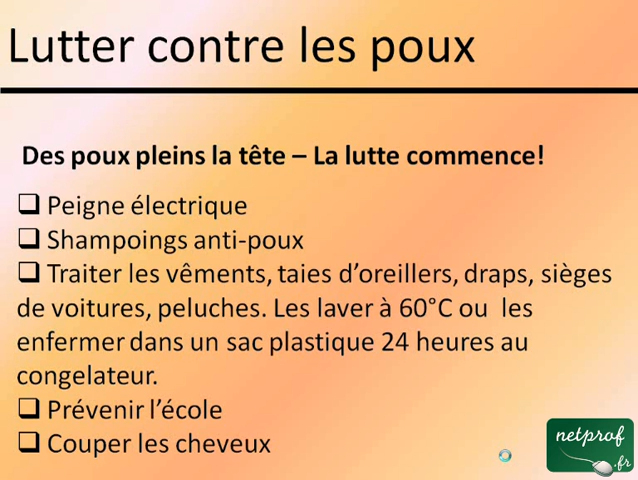 Lutter contre les poux
Des poux pleins la tête – La lutte commence!
❑ Peigne électrique
❑ Shampoings anti-poux
❑ Traiter les vêments, taies d’oreillers, draps, sièges
de voitures, peluches. Les laver à 60°C ou les
enfermer dans un sac plastique 24 heures au
congelateur.
❑ Prévenir l’école
❑ Couper les cheveux
netprof
.fr